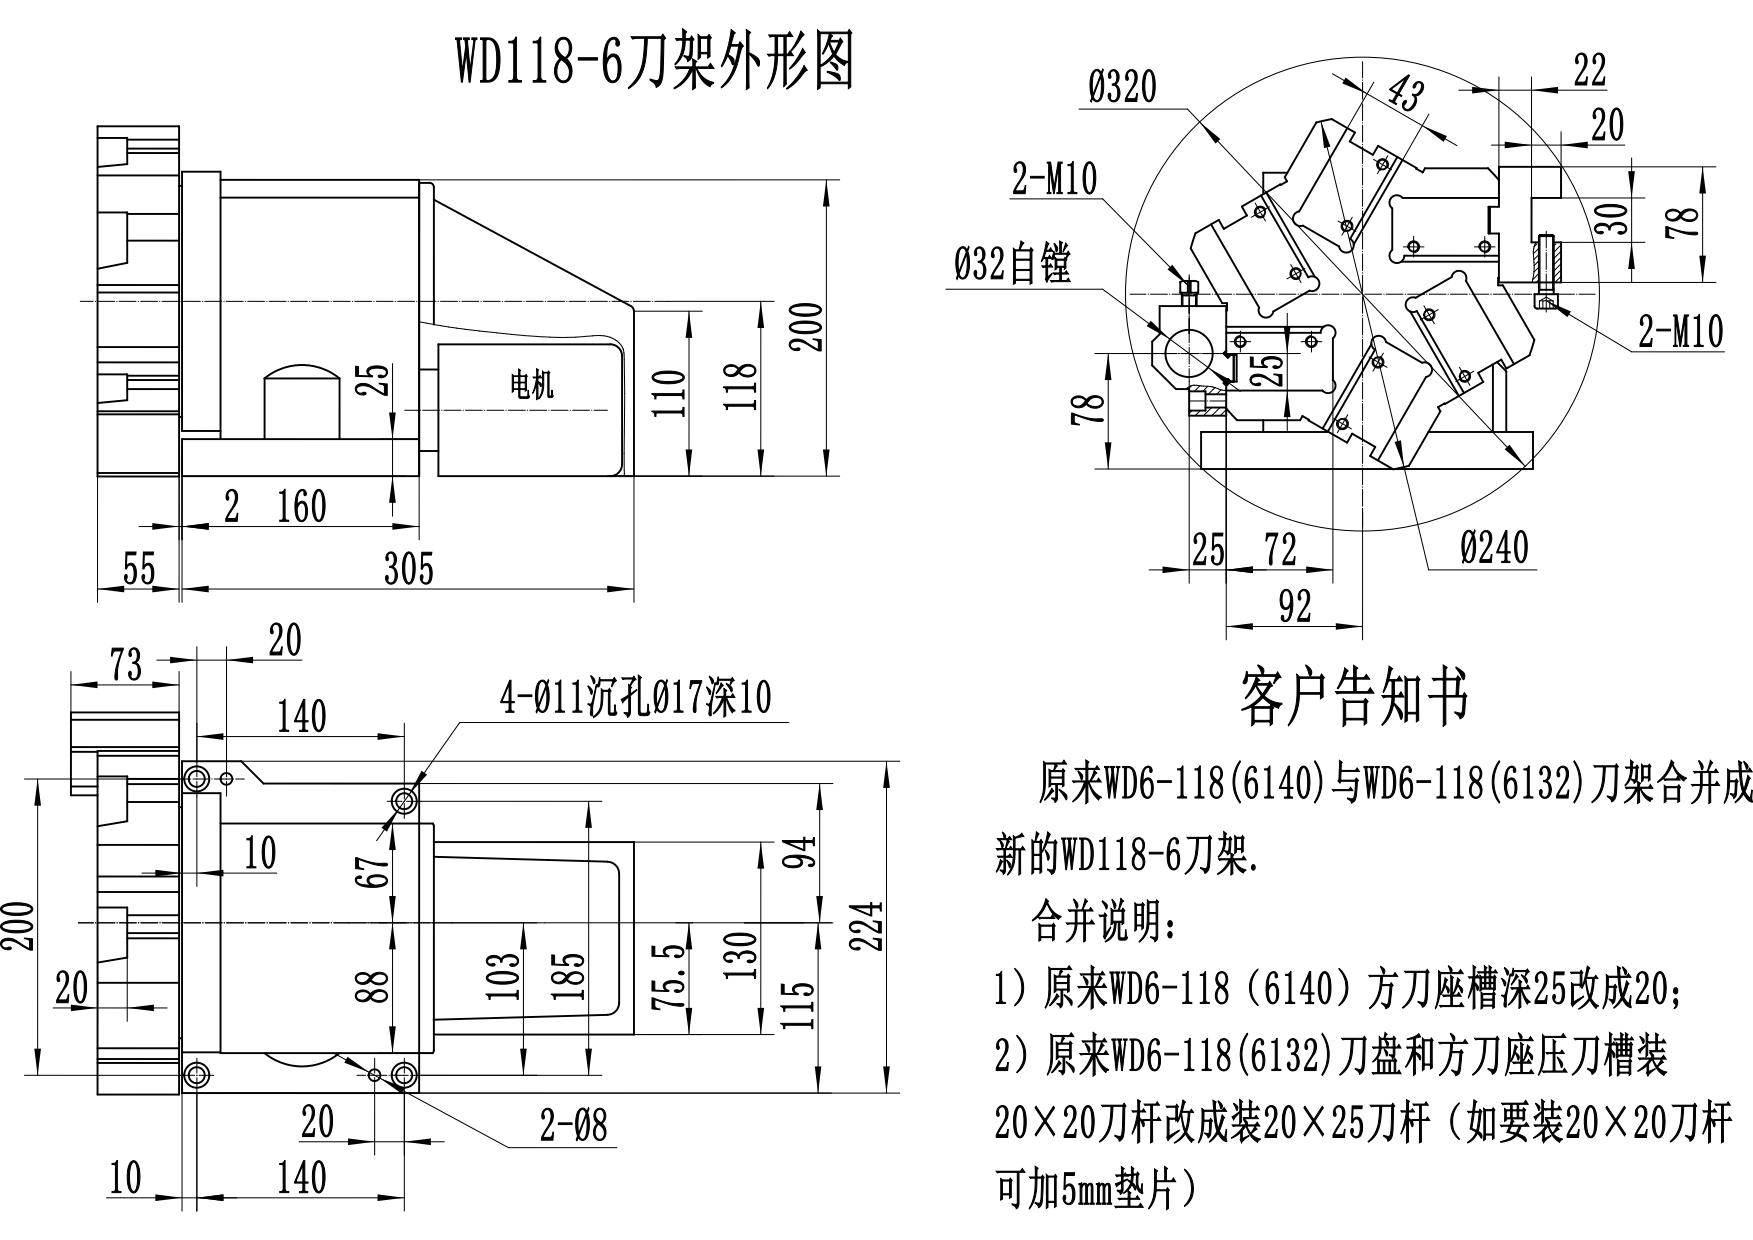 WD118-6刀架外形图
Ø320
43
22
20
2-M10
30
78
Ø32自镗
2-M10
25
78
25
72
Ø240
92
200
118
110
25
电机
2
160
55
305
20
73
140
4-Ø11沉孔Ø17深10
10
67
94
200
224
88
103
185
75.5
130
115
20
20
2-Ø8
10
140
客户告知书
原来WD6-118(6140)与WD6-118(6132)刀架合并成
新的WD118-6刀架.
合并说明:
1）原来WD6-118（6140）方刀座槽深25改成20;
2）原来WD6-118(6132)刀盘和方刀座压刀槽装
20×20刀杆改成装20×25刀杆（如要装20×20刀杆
可加5mm垫片）